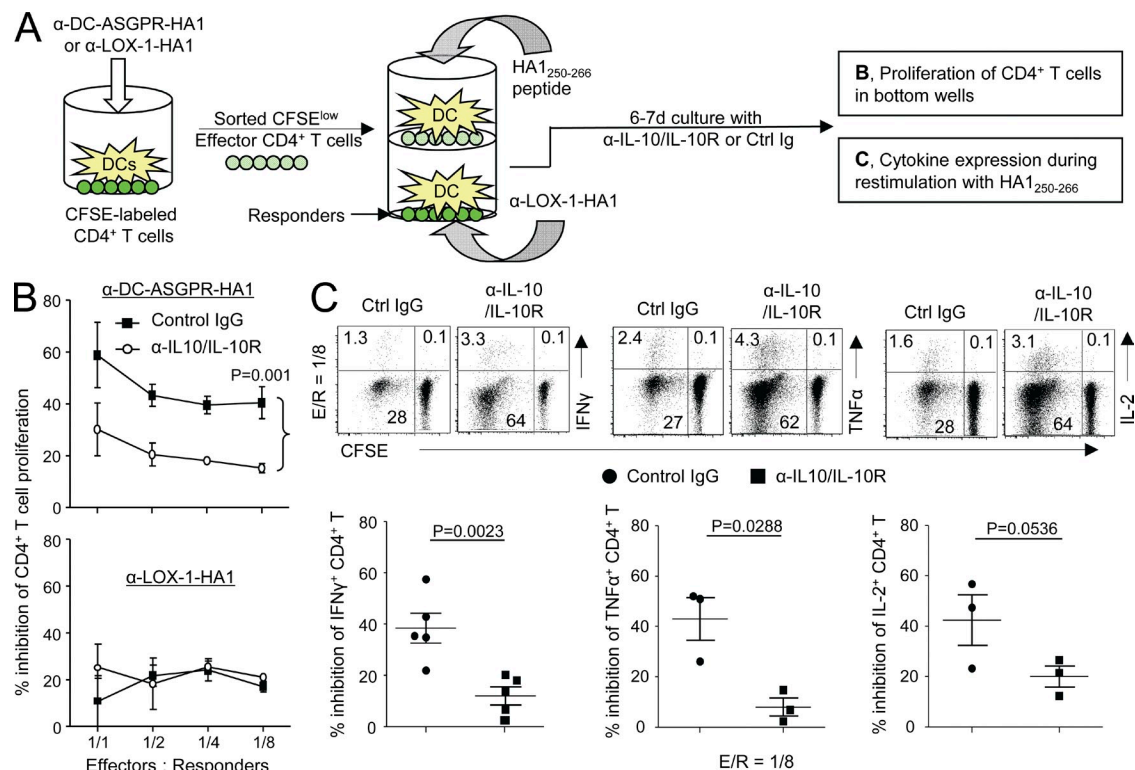 A
α-DC-ASGPR-HA1
or α-LOX-1-HA1
DCs
CFSE-labeled
CD4⁺ T cells
Sorted CFSEˡᵒʷ
Effector CD4⁺ T cells
Responders
DC
DC
HA1₂₅₀₋₂₆₆
peptide
α-LOX-1-HA1
6-7d culture with
α-IL-10/IL-10R or Ctrl Ig
B, Proliferation of CD4⁺ T cells
in bottom wells
C, Cytokine expression during
restimulation with HA1₂₅₀₋₂₆₆
B
α-DC-ASGPR-HA1
Control IgG
α-IL10/IL-10R
P=0.001
80
60
40
20
0
α-LOX-1-HA1
80
60
40
20
0
% inhibition of CD4⁺ T cell proliferation
1/1 1/2 1/4 1/8
Effectors : Responders
C
Ctrl IgG
α-IL-10
/IL-10R
E/R = 1/8
1.3
28
3.3 0.1
64
IFNγ
Ctrl IgG
α-IL-10
/IL-10R
2.4 0.1
27
4.3 0.1
62
TNFα
Ctrl IgG
α-IL-10
/IL-10R
1.6 0.1
28
3.1 0.1
64
IL-2
0.1
CFSE
Control IgG α-IL10/IL-10R
% inhibition of IFNγ⁺ CD4⁺ T
80
60
40
20
0
P=0.0023
% inhibition of TNFα⁺ CD4⁺ T
80
60
40
20
0
P=0.0288
E/R = 1/8
% inhibition of IL-2⁺ CD4⁺ T
80
60
40
20
0
P=0.0536